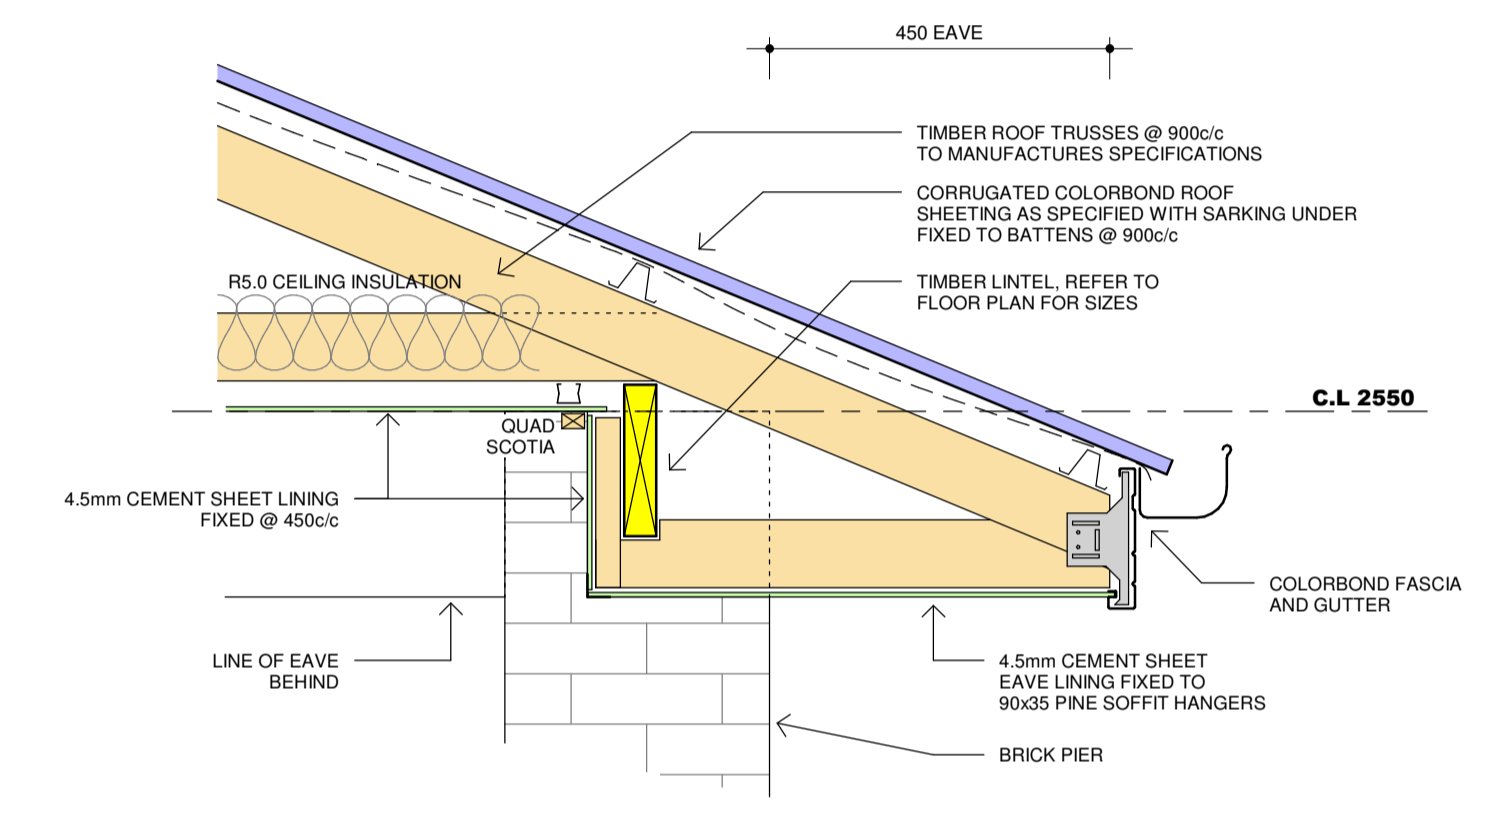 450 EAVE
TIMBER ROOF TRUSSES @ 900c/c
TO MANUFACTURES SPECIFICATIONS
CORRUGATED COLORBOND ROOF
SHEETING AS SPECIFIED WITH SARKING UNDER
FIXED TO BATTENS @ 900c/c
R5.0 CEILING INSULATION
TIMBER LINTEL, REFER TO
FLOOR PLAN FOR SIZES
C.L 2550
QUAD
SCOTIA
4.5mm CEMENT SHEET LINING
FIXED @ 450c/c
COLORBOND FASCIA
AND GUTTER
LINE OF EAVE
BEHIND
4.5mm CEMENT SHEET
EAVE LINING FIXED TO
90x35 PINE SOFFIT HANGERS
BRICK PIER